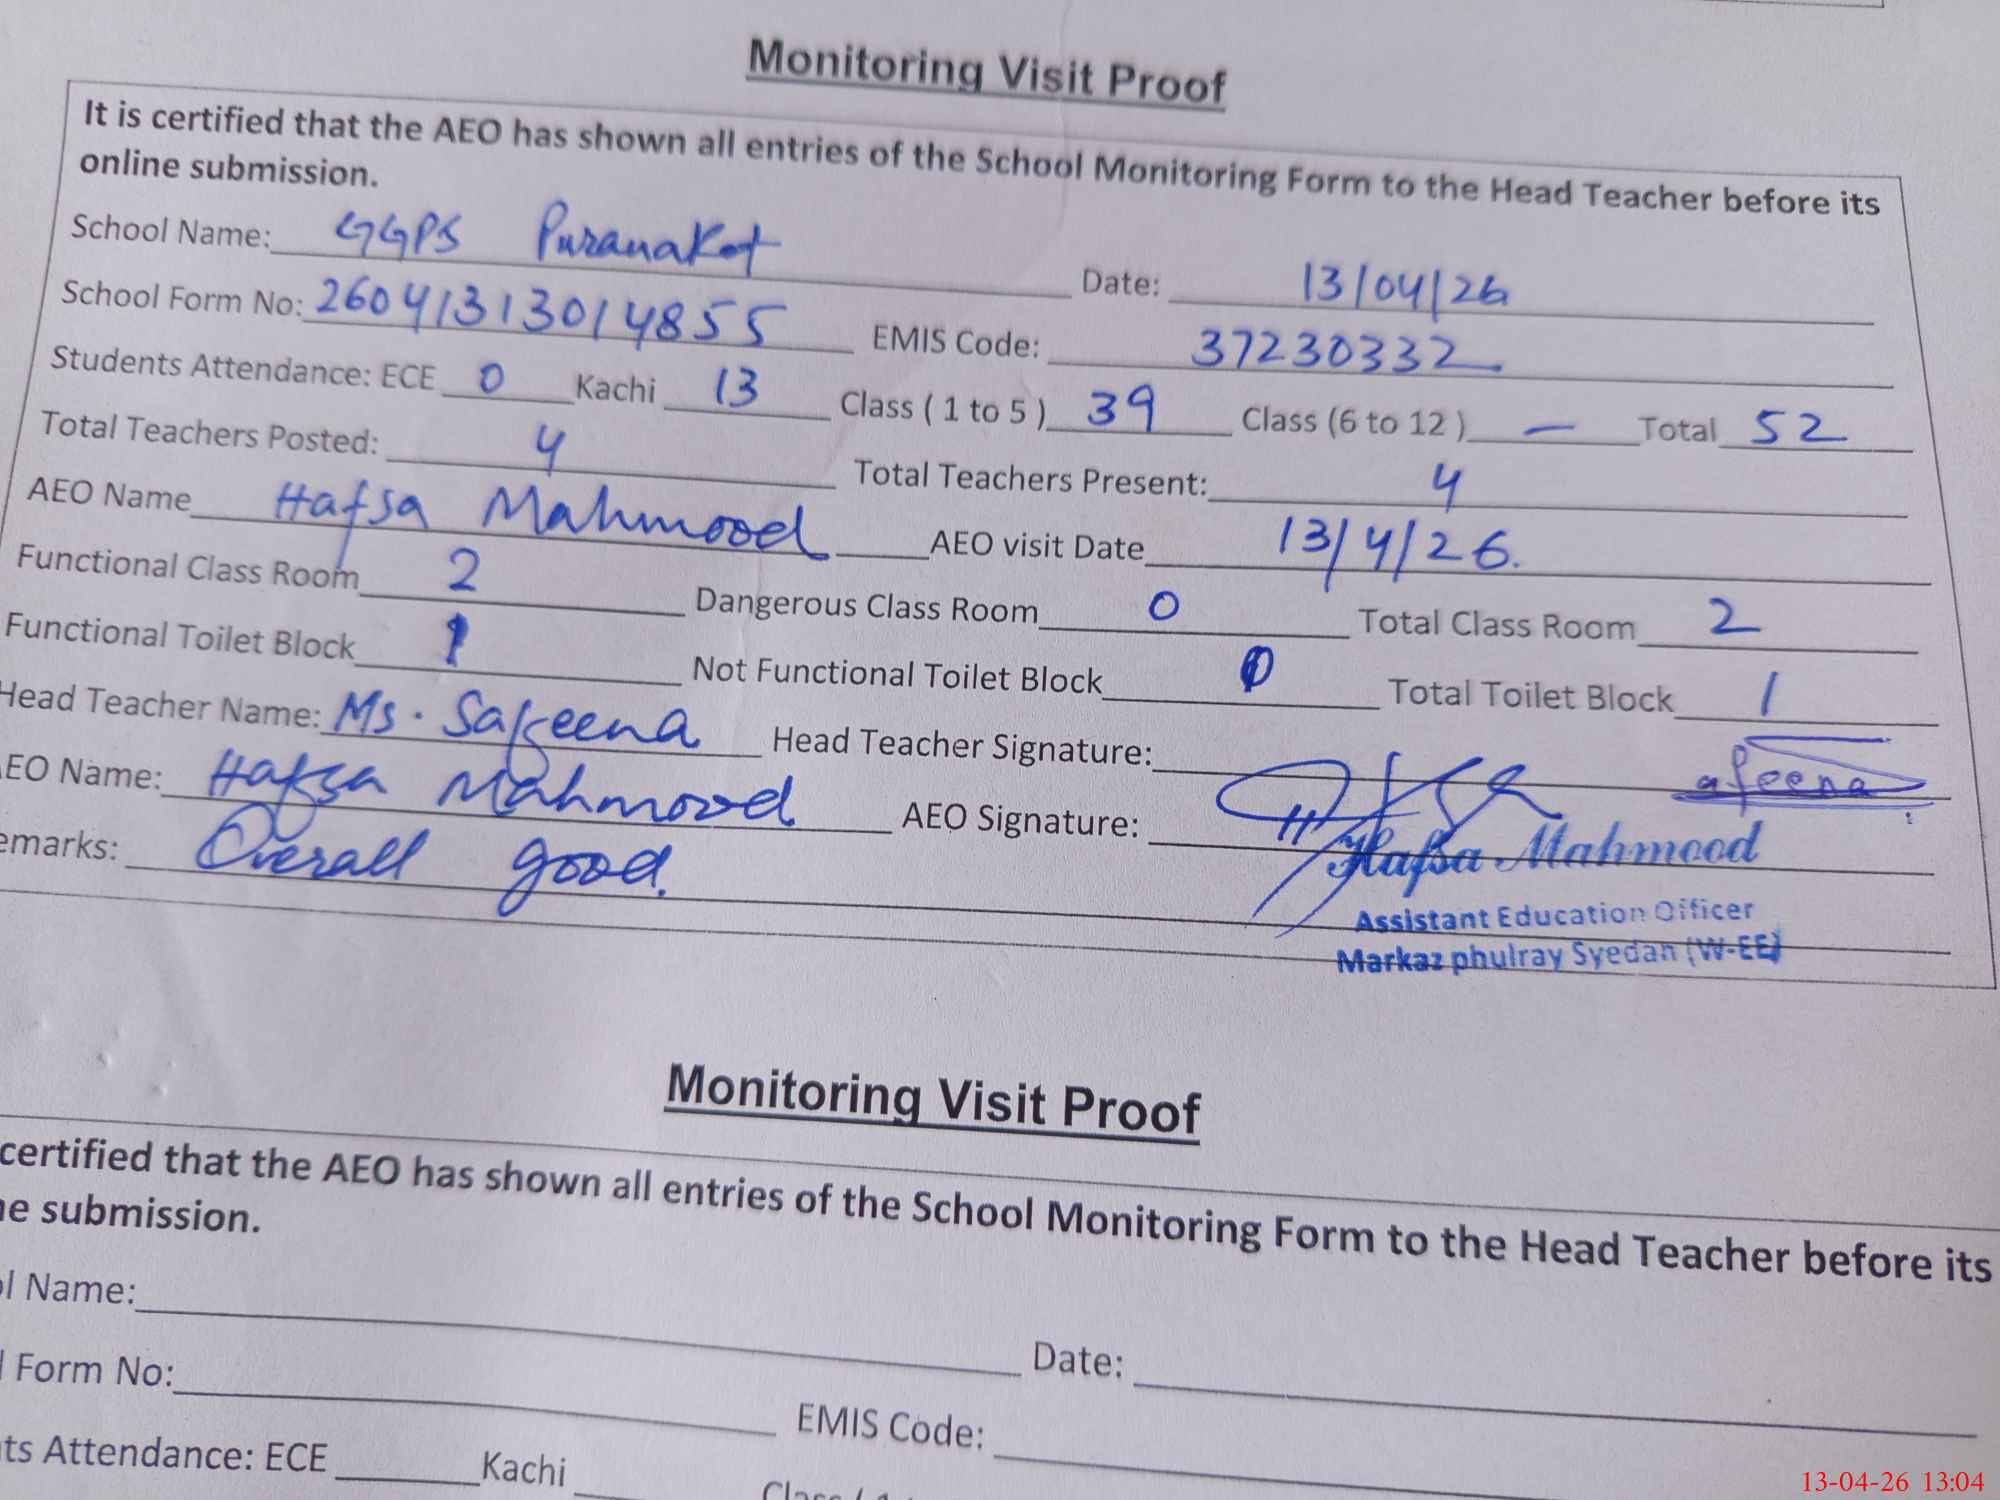 Monitoring Visit Proof
It is certified that the AEO has shown all entries of the School Monitoring Form to the Head Teacher before its
online submission.
School Name: GGPS Puranakot Date: 13/04/26
School Form No: 26041313014855 EMIS Code: 37230332.
Students Attendance: ECE 0 Kachi 13 Class ( 1 to 5 ) 39 Class (6 to 12 ) — Total 52
Total Teachers Posted: 4 Total Teachers Present: 4
AEO Name Hafsa Mahmood AEO visit Date 13/4/26.
Functional Class Room 2 Dangerous Class Room 0 Total Class Room 2
Functional Toilet Block 1 Not Functional Toilet Block 0 Total Toilet Block 1
Head Teacher Name: Ms. Sakeena Head Teacher Signature:
AEO Name: Hafsa Mahmood AEO Signature:
emarks: Overall good.
Hafsa Mahmood
Assistant Education Officer
Markaz phulray Syedan (W-EE)
Monitoring Visit Proof
certified that the AEO has shown all entries of the School Monitoring Form to the Head Teacher before its
ne submission.
ol Name: Date:
l Form No: EMIS Code:
ts Attendance: ECE Kachi
13-04-26 13:04